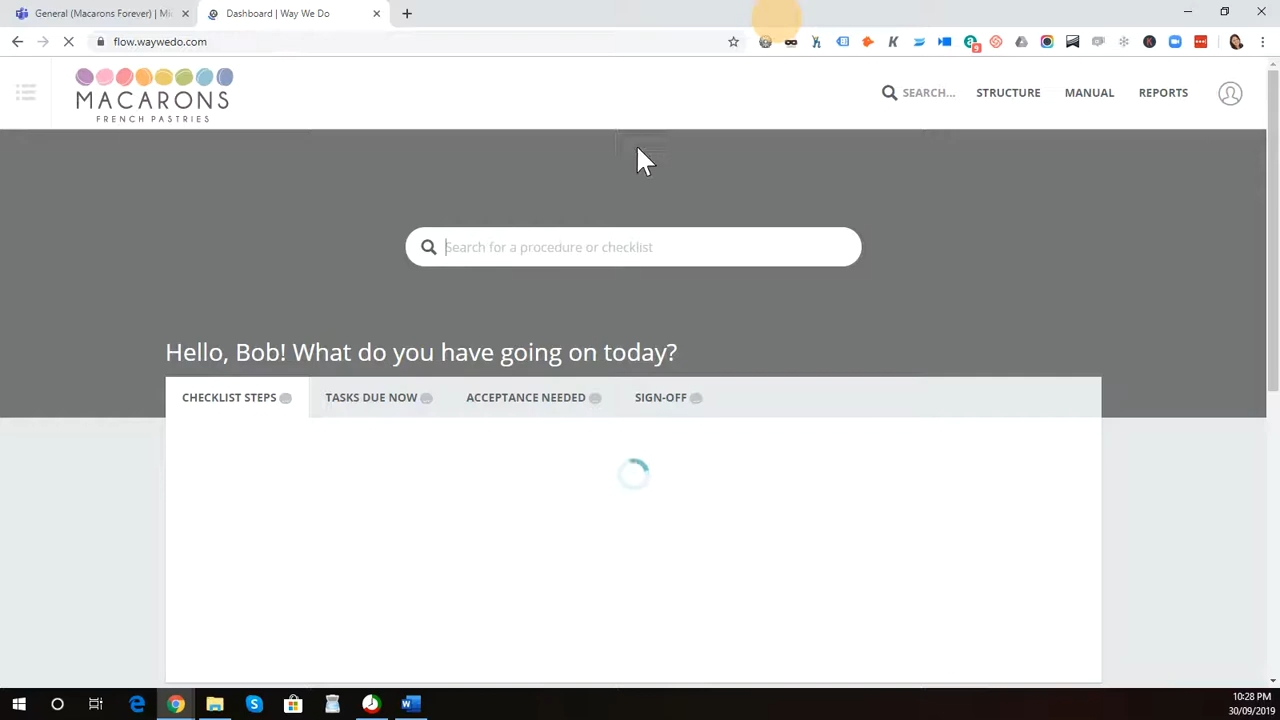 General (Macarons Forever) | Mi
Dashboard | Way We Do
flow.waywedo.com
9
MACARONS
FRENCH PASTRIES
SEARCH...
STRUCTURE
MANUAL
REPORTS
Search for a procedure or checklist
Hello, Bob! What do you have going on today?
CHECKLIST STEPS
TASKS DUE NOW
ACCEPTANCE NEEDED
SIGN-OFF
10:28 PM
30/09/2019